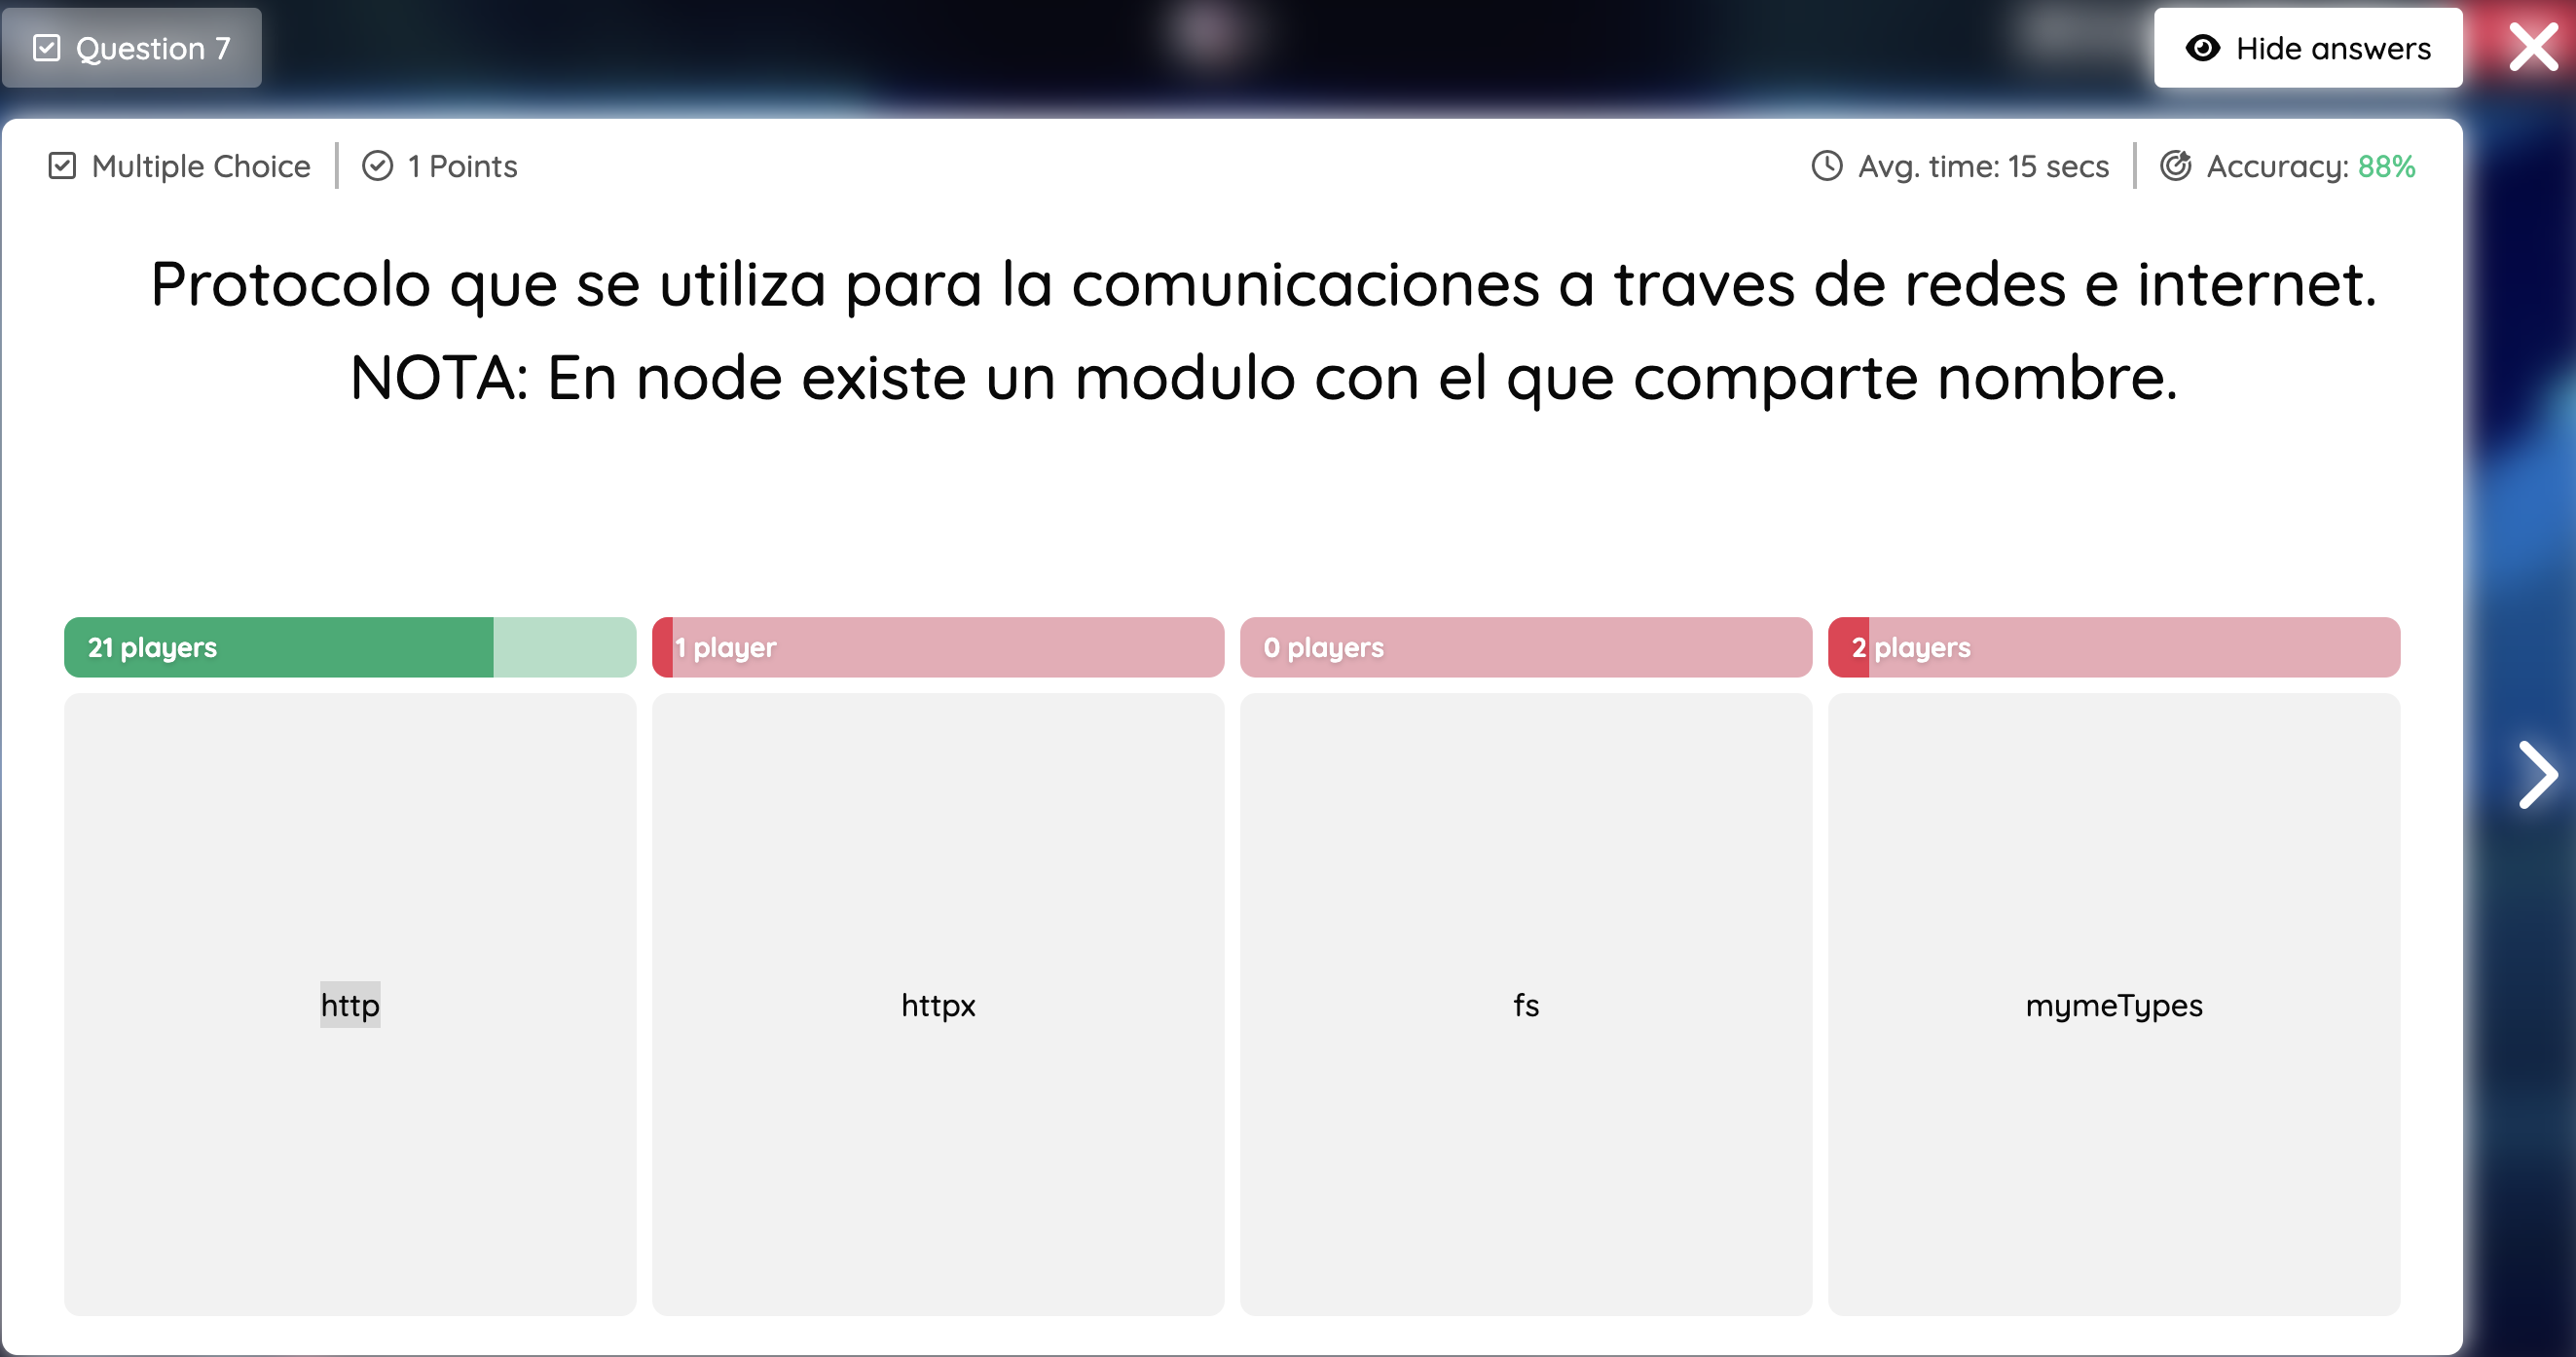 Question 7
Hide answers
Multiple Choice
1 Points
Avg. time: 15 secs
Accuracy: 88%
Protocolo que se utiliza para la comunicaciones a traves de redes e internet.
NOTA: En node existe un modulo con el que comparte nombre.
21 players
1 player
0 players
2 players
http
httpx
fs
mymeTypes